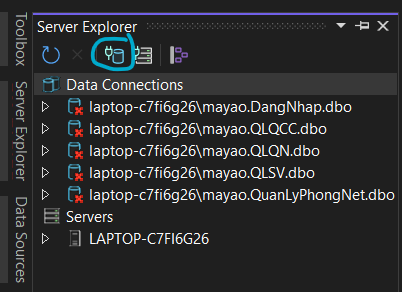 Toolbox
Server Explorer
Data Sources
Server Explorer
Data Connections
laptop-c7fi6g26\mayao.DangNhap.dbo
laptop-c7fi6g26\mayao.QLQCC.dbo
laptop-c7fi6g26\mayao.QLQN.dbo
laptop-c7fi6g26\mayao.QLSV.dbo
laptop-c7fi6g26\mayao.QuanLyPhongNet.dbo
Servers
LAPTOP-C7FI6G26